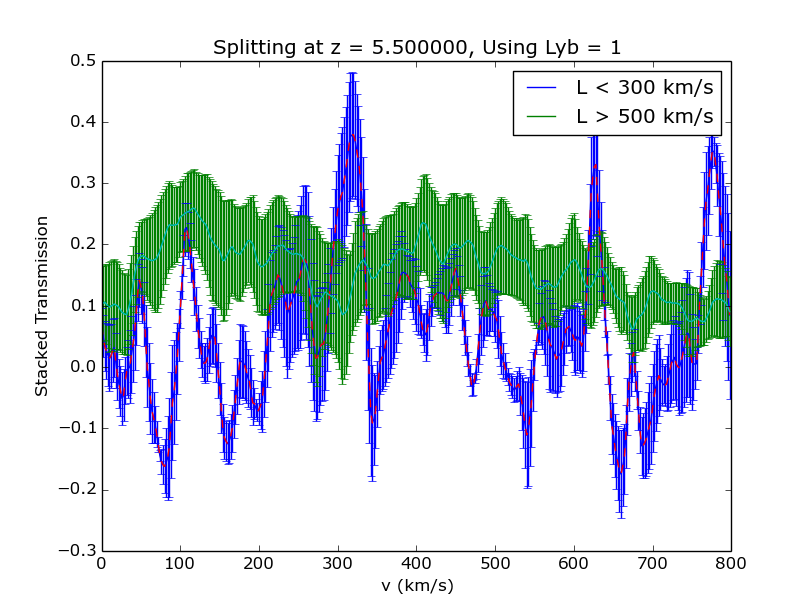 Splitting at z = 5.500000, Using Lyb = 1
L < 300 km/s
L > 500 km/s
Stacked Transmission
0.5
0.4
0.3
0.2
0.1
0.0
−0.1
−0.2
−0.3
0 100 200 300 400 500 600 700 800
v (km/s)